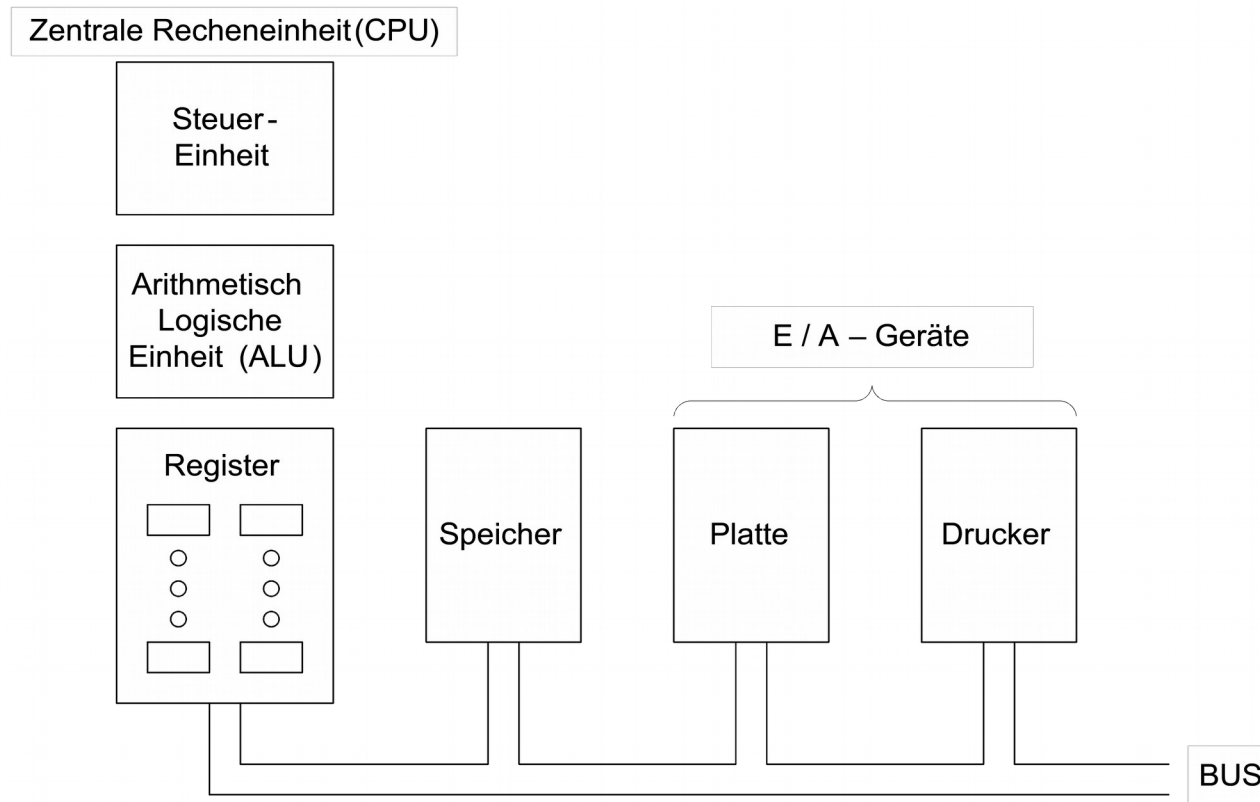 Zentrale Recheneinheit (CPU)
Steuer-
Einheit
Arithmetisch
Logische
Einheit (ALU)
E / A – Geräte
Register
Speicher
Platte
Drucker
BUS